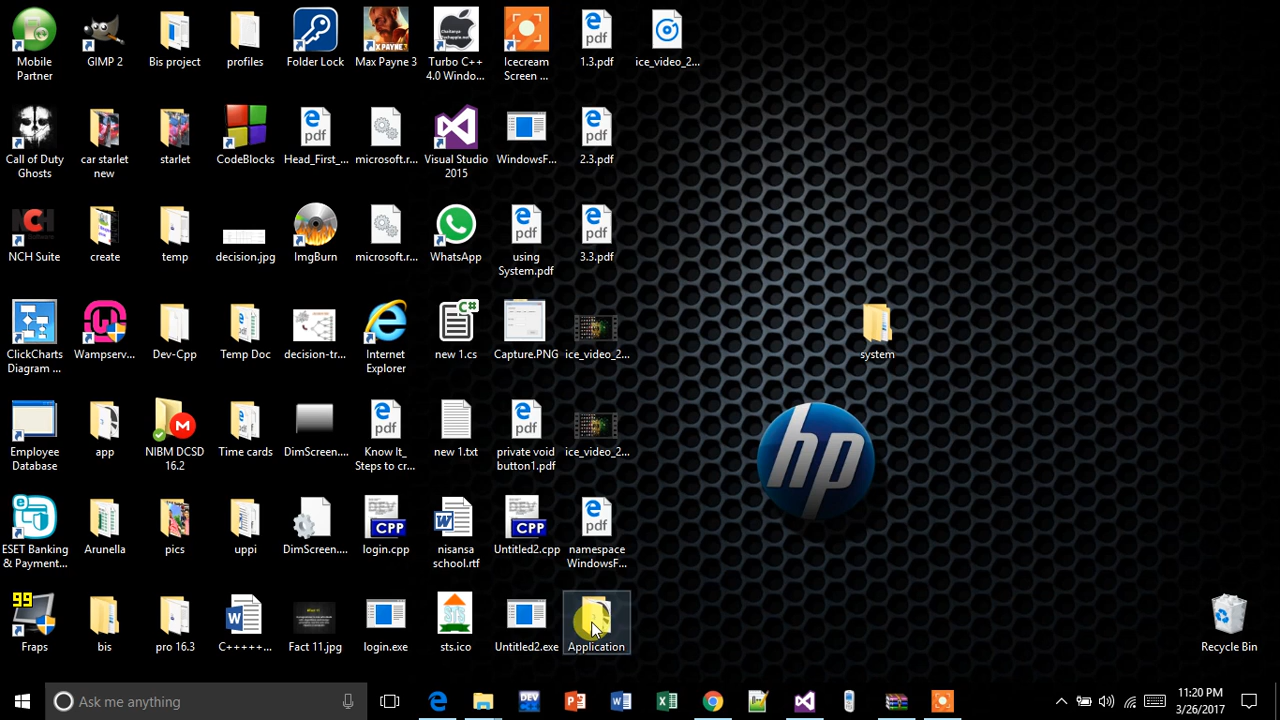 Mobile
Partner
GIMP 2
Bis project
profiles
Folder Lock
Max Payne 3
Turbo C++
4.0 Windo...
Icecream
Screen ...
1.3.pdf
ice_video_2...
Call of Duty
Ghosts
car starlet
new
starlet
CodeBlocks
Head_First_...
microsoft.r...
Visual Studio
2015
WindowsF...
2.3.pdf
NCH Suite
create
temp
decision.jpg
ImgBurn
microsoft.r...
WhatsApp
using
System.pdf
3.3.pdf
ClickCharts
Diagram ...
Wampserv...
Dev-Cpp
Temp Doc
decision-tr...
Internet
Explorer
new 1.cs
Capture.PNG
ice_video_2...
system
Employee
Database
app
NIBM DCSD
16.2
Time cards
DimScreen....
Know It_
Steps to cr...
new 1.txt
private void
button1.pdf
ice_video_2...
hp
ESET Banking
& Payment...
Arunella
pics
uppi
DimScreen....
login.cpp
nisansa
school.rtf
Untitled2.cpp
namespace
WindowsF...
99
Fraps
bis
pro 16.3
C+++++...
Fact 11.jpg
login.exe
sts.ico
Untitled2.exe
Application
Recycle Bin
Ask me anything
11:20 PM
3/26/2017